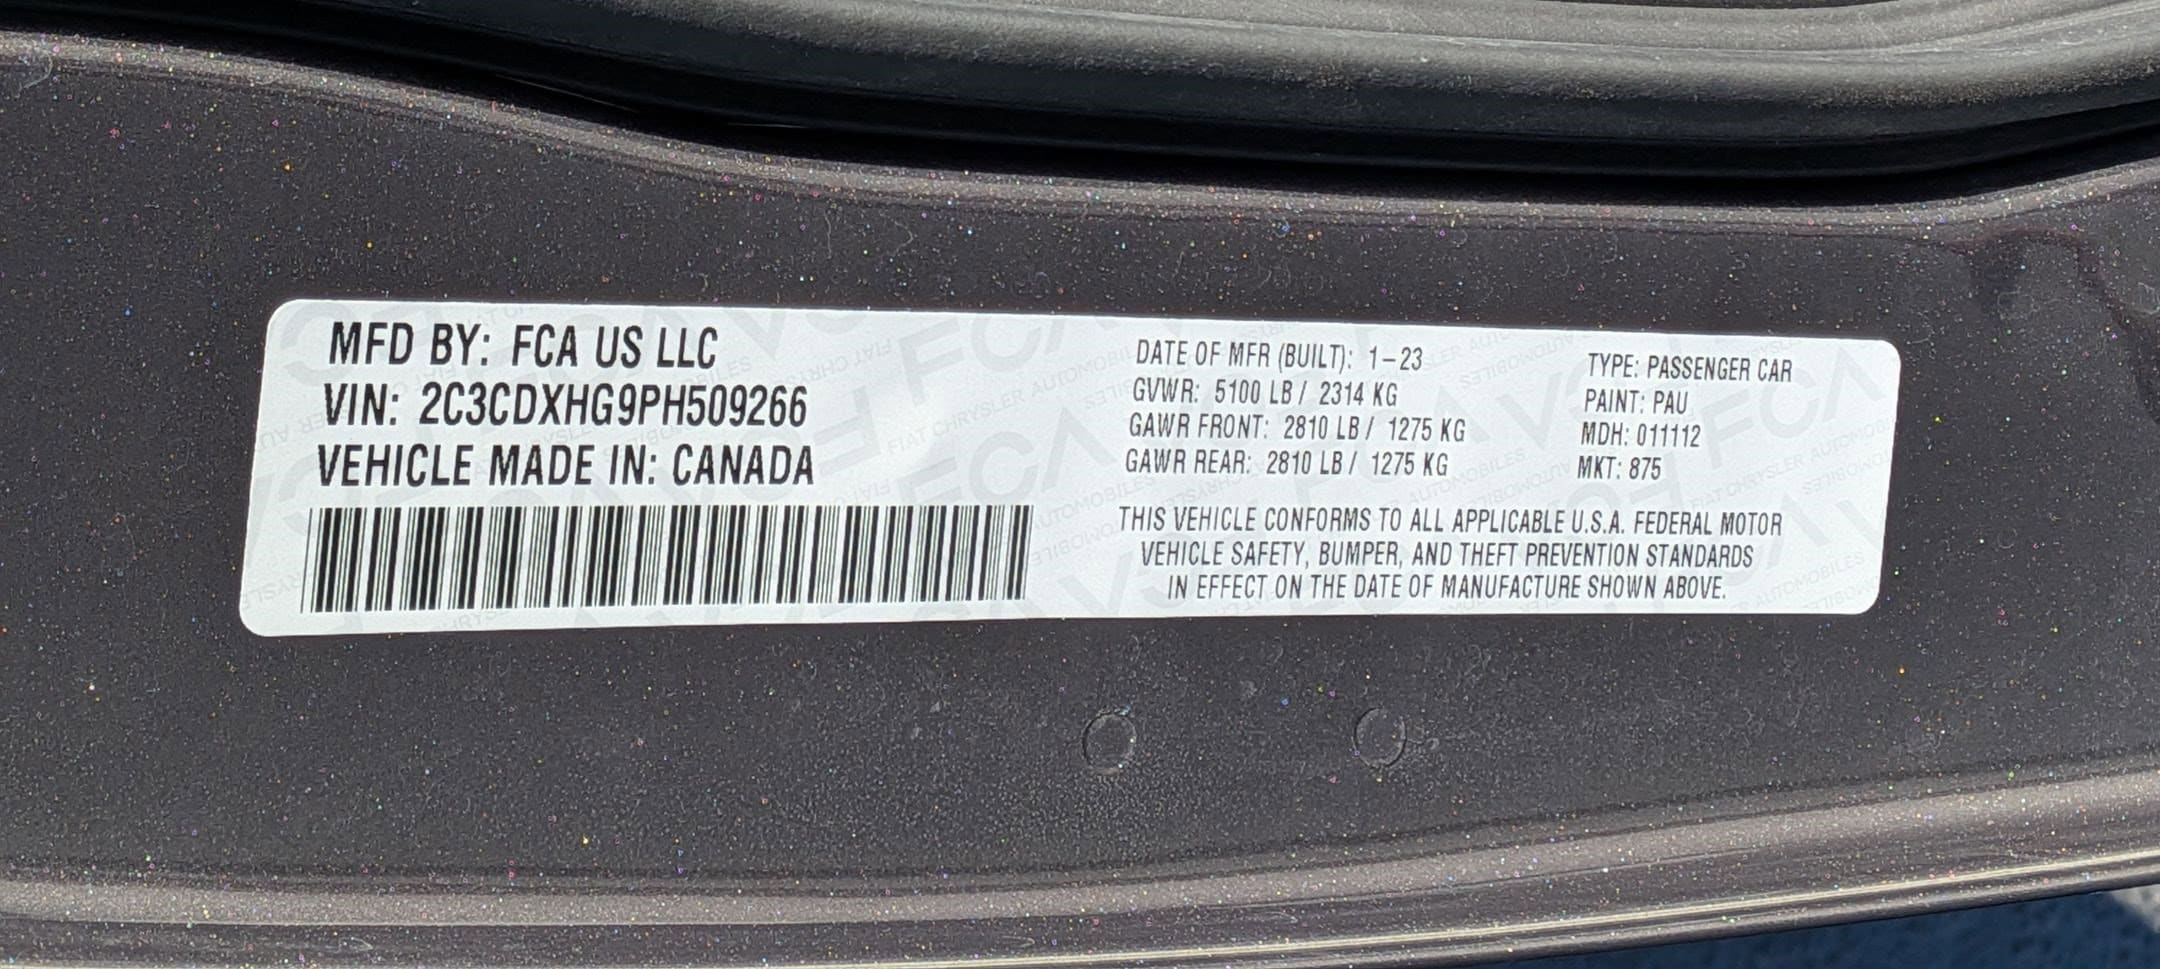 MFD BY: FCA US LLC
VIN: 2C3CDXHG9PH509266
VEHICLE MADE IN: CANADA
DATE OF MFR (BUILT): 1-23
GVWR: 5100 LB / 2314 KG
GAWR FRONT: 2810 LB / 1275 KG
GAWR REAR: 2810 LB / 1275 KG
TYPE: PASSENGER CAR
PAINT: PAU
MDH: 011112
MKT: 875
THIS VEHICLE CONFORMS TO ALL APPLICABLE U.S.A. FEDERAL MOTOR
VEHICLE SAFETY, BUMPER, AND THEFT PREVENTION STANDARDS
IN EFFECT ON THE DATE OF MANUFACTURE SHOWN ABOVE.